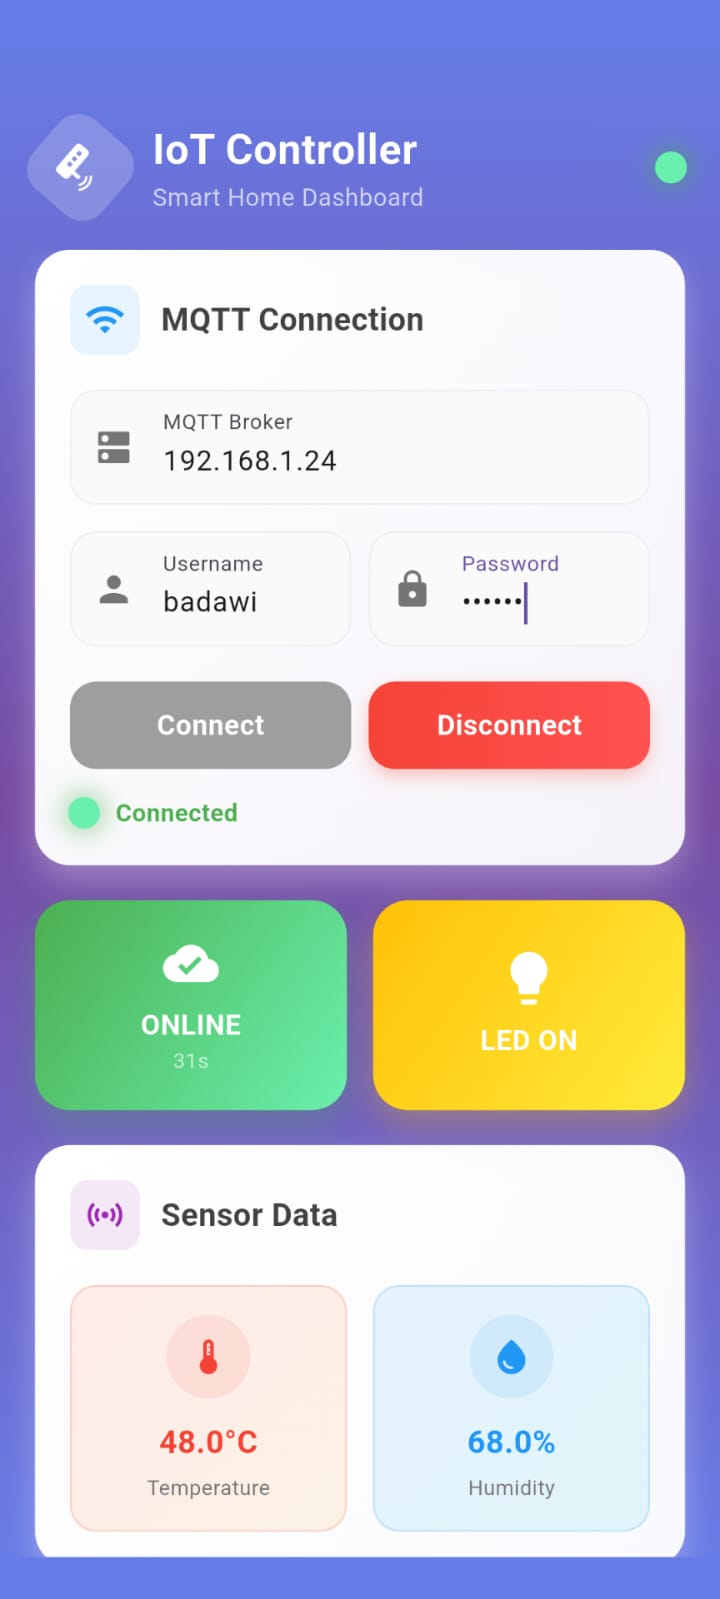 IoT Controller
Smart Home Dashboard
MQTT Connection
MQTT Broker
192.168.1.24
Username
badawi
Password
••••••
Connect
Disconnect
Connected
ONLINE
31s
LED ON
Sensor Data
48.0°C
Temperature
68.0%
Humidity